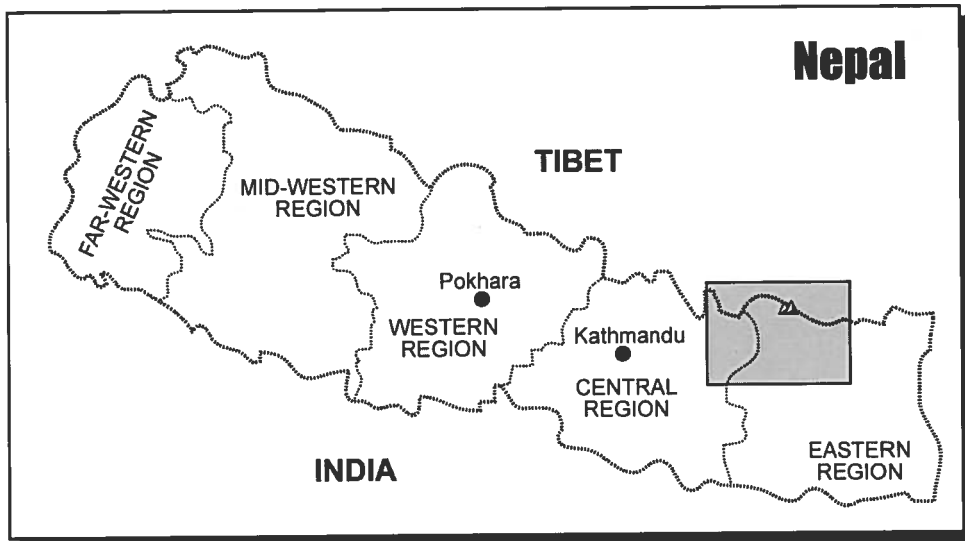 Nepal
TIBET
FAR-WESTERN
REGION
MID-WESTERN
REGION
Pokhara
WESTERN
REGION
Kathmandu
CENTRAL
REGION
EASTERN
REGION
INDIA